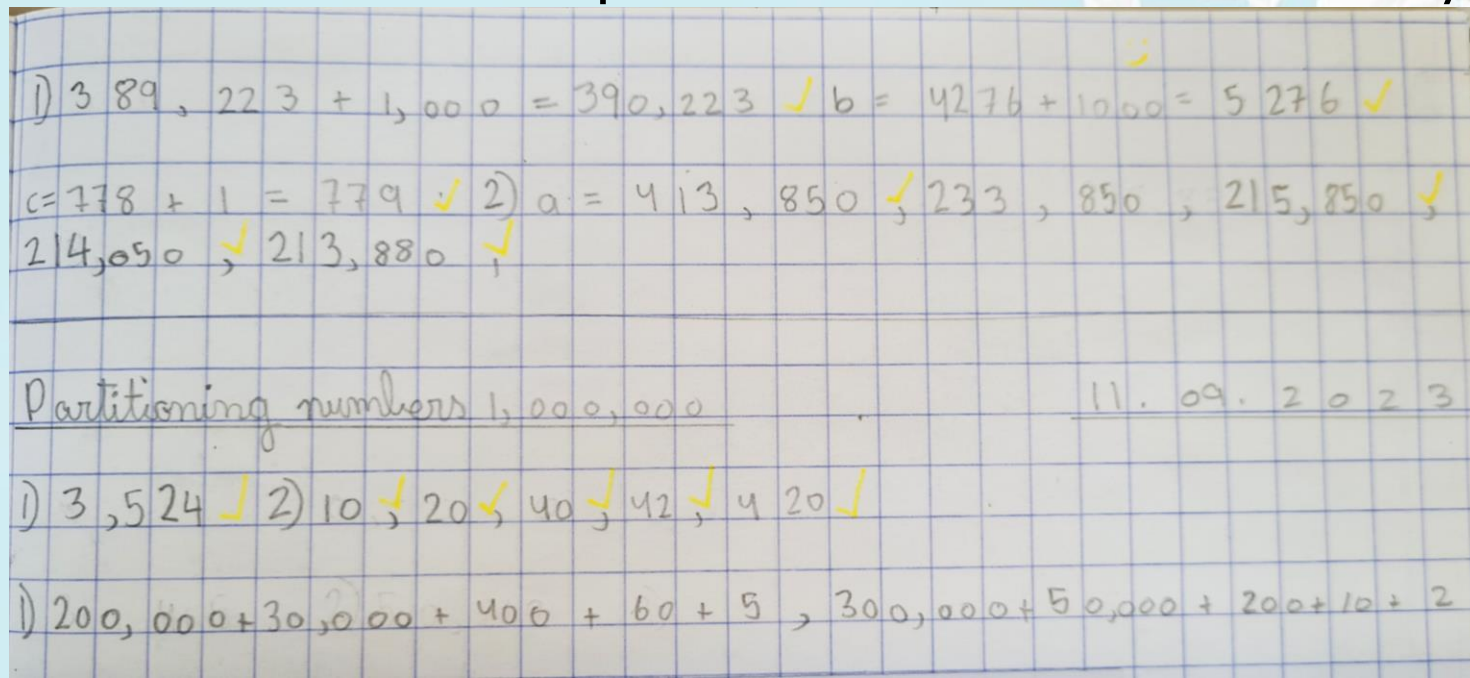 1) 389,223 + 1,000 = 390,223 ✓ b = 4276 + 1000 = 5276 ✓
c = 778 + 1 = 779 ✓ 2) a = 413,850 ✓, 233,850, 215,850 ✓,
214,050 ✓, 213,880 ✓,
Partitioning numbers 1,000,000 11.09.2023
1) 3,524 ✓ 2) 10 ✓, 20 ✓, 40 ✓, 42 ✓, 420 ✓
1) 200,000 + 30,000 + 400 + 60 + 5, 300,000 + 50,000 + 200 + 10 + 2